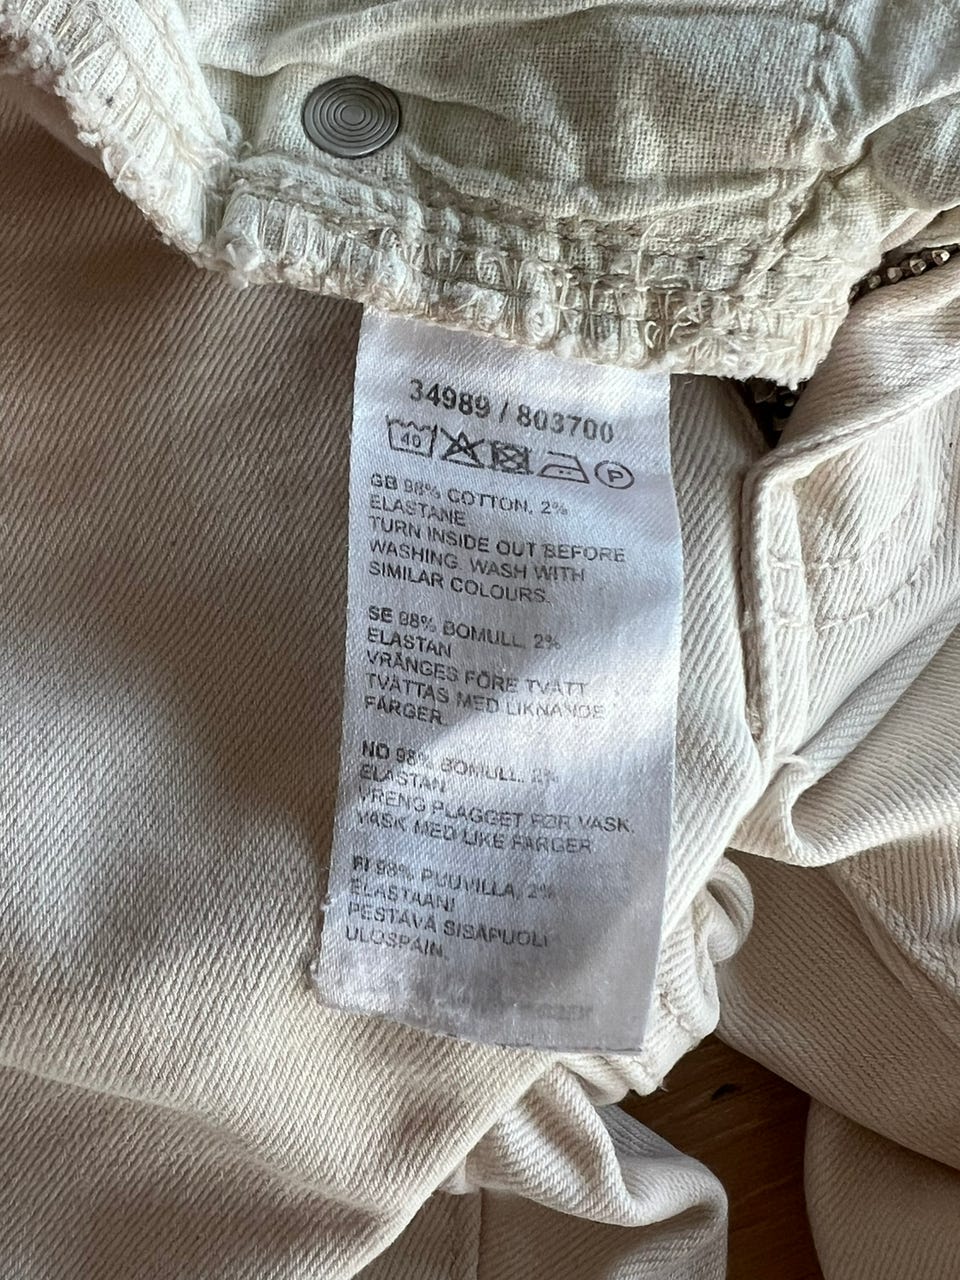 34989 / 803700
40 P
GB 98% COTTON, 2%
ELASTANE
TURN INSIDE OUT BEFORE
WASHING. WASH WITH
SIMILAR COLOURS.
SE 98% BOMULL, 2%
ELASTAN
VRÄNGES FÖRE TVÄTT
TVÄTTAS MED LIKNANDE
FÄRGER
NO 98% BOMULL, 2%
ELASTAN
VRENG PLAGGET FØR VASK.
VASK MED LIKE FARGER
FI 98% PUUVILLA, 2%
ELASTAANI
PESTÄVÄ SISÄPUOLI
ULOSPÄIN.